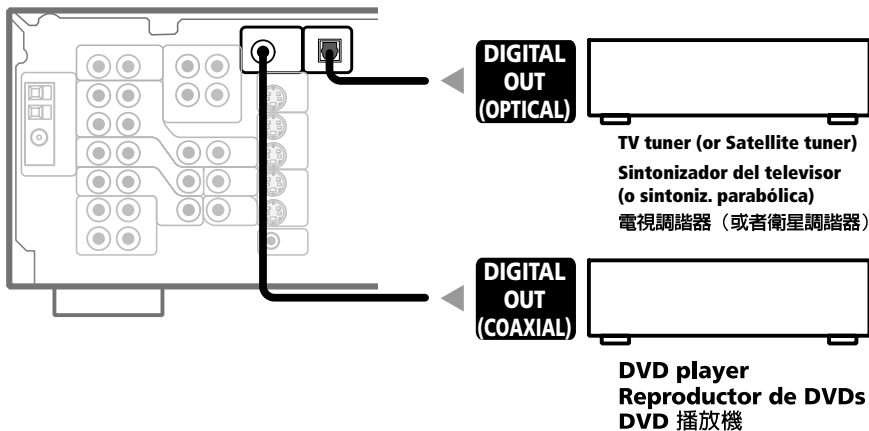 DIGITAL
OUT
(OPTICAL)
TV tuner (or Satellite tuner)
Sintonizador del televisor
(o sintoniz. parabólica)
電視調諧器（或者衛星調諧器）
DIGITAL
OUT
(COAXIAL)
DVD player
Reproductor de DVDs
DVD 播放機